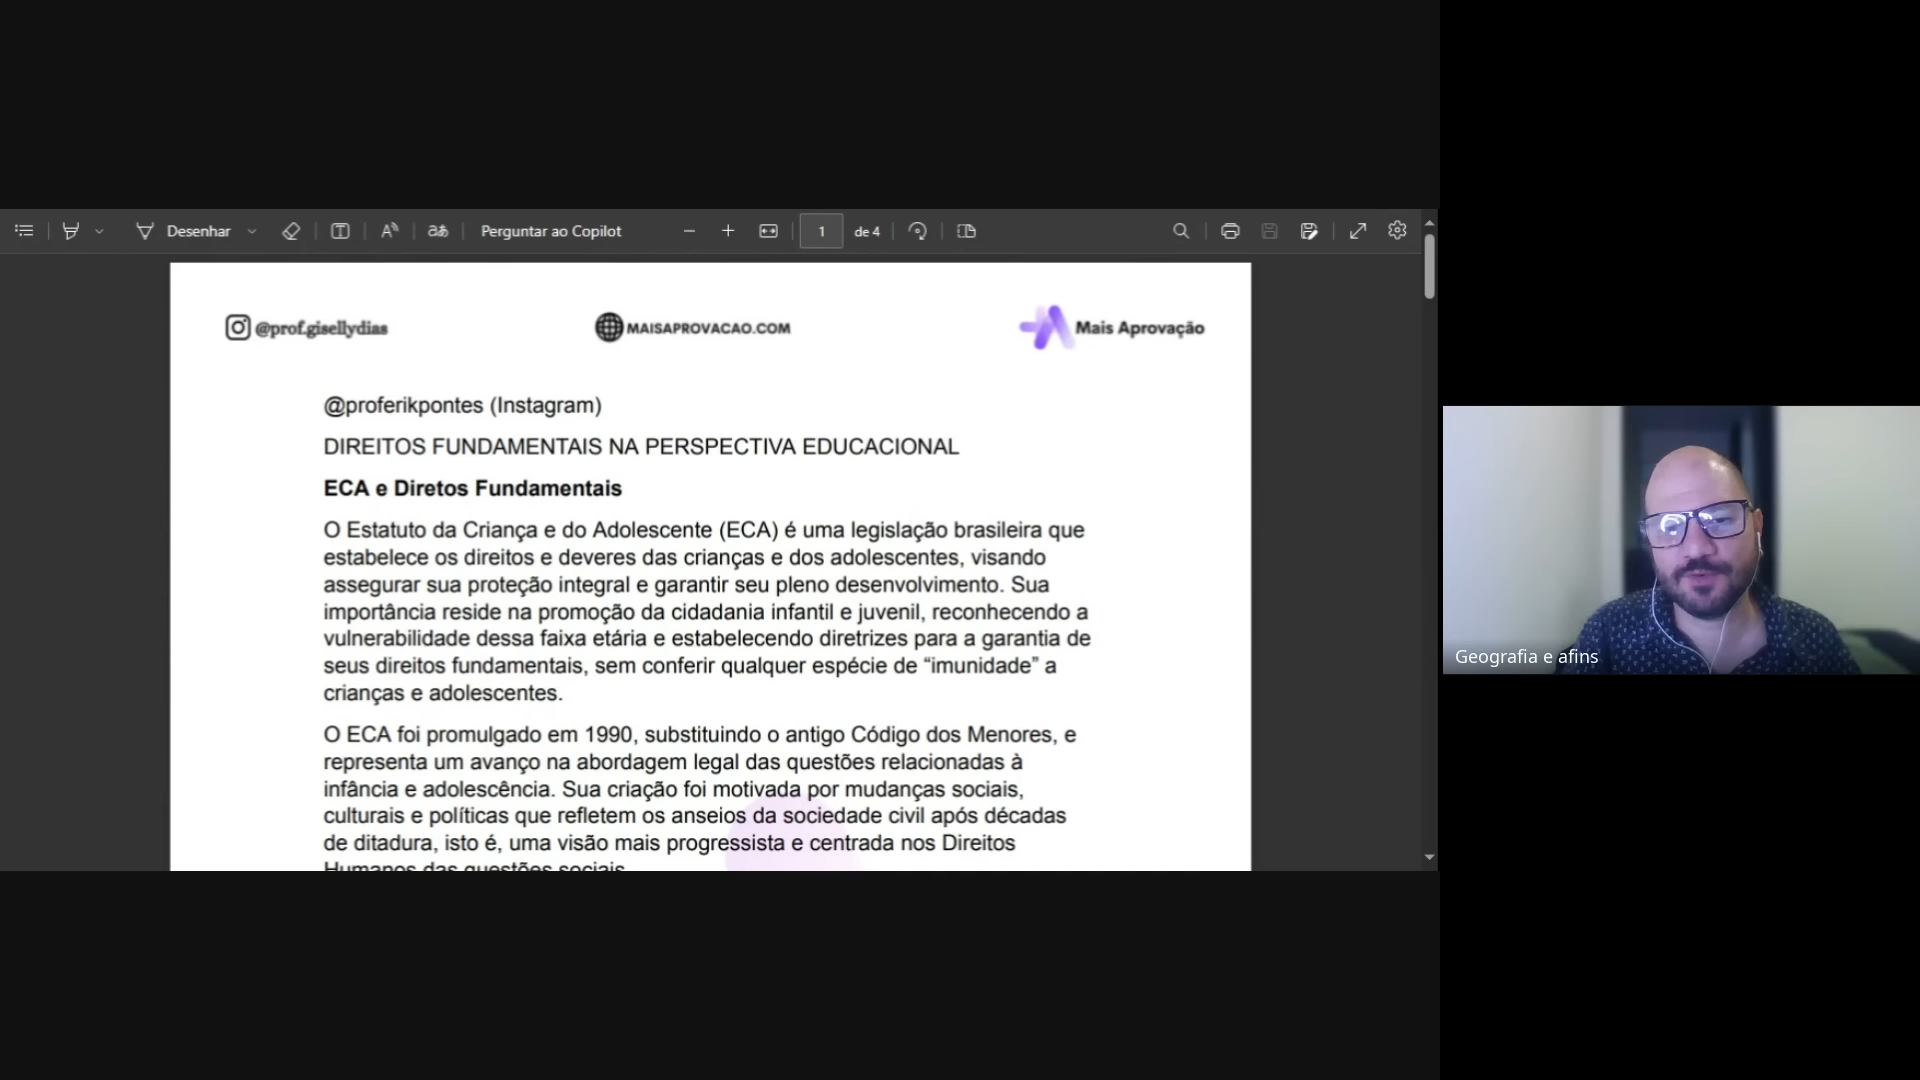 Desenhar
Perguntar ao Copilot
1 de 4
@prof.gisellydias
MAISAPROVACAO.COM
Mais Aprovação
@proferikpontes (Instagram)
DIREITOS FUNDAMENTAIS NA PERSPECTIVA EDUCACIONAL
ECA e Diretos Fundamentais
O Estatuto da Criança e do Adolescente (ECA) é uma legislação brasileira que
estabelece os direitos e deveres das crianças e dos adolescentes, visando
assegurar sua proteção integral e garantir seu pleno desenvolvimento. Sua
importância reside na promoção da cidadania infantil e juvenil, reconhecendo a
vulnerabilidade dessa faixa etária e estabelecendo diretrizes para a garantia de
seus direitos fundamentais, sem conferir qualquer espécie de “imunidade” a
crianças e adolescentes.
O ECA foi promulgado em 1990, substituindo o antigo Código dos Menores, e
representa um avanço na abordagem legal das questões relacionadas à
infância e adolescência. Sua criação foi motivada por mudanças sociais,
culturais e políticas que refletem os anseios da sociedade civil após décadas
de ditadura, isto é, uma visão mais progressista e centrada nos Direitos
Humanos das questões sociais.
Geografia e afins